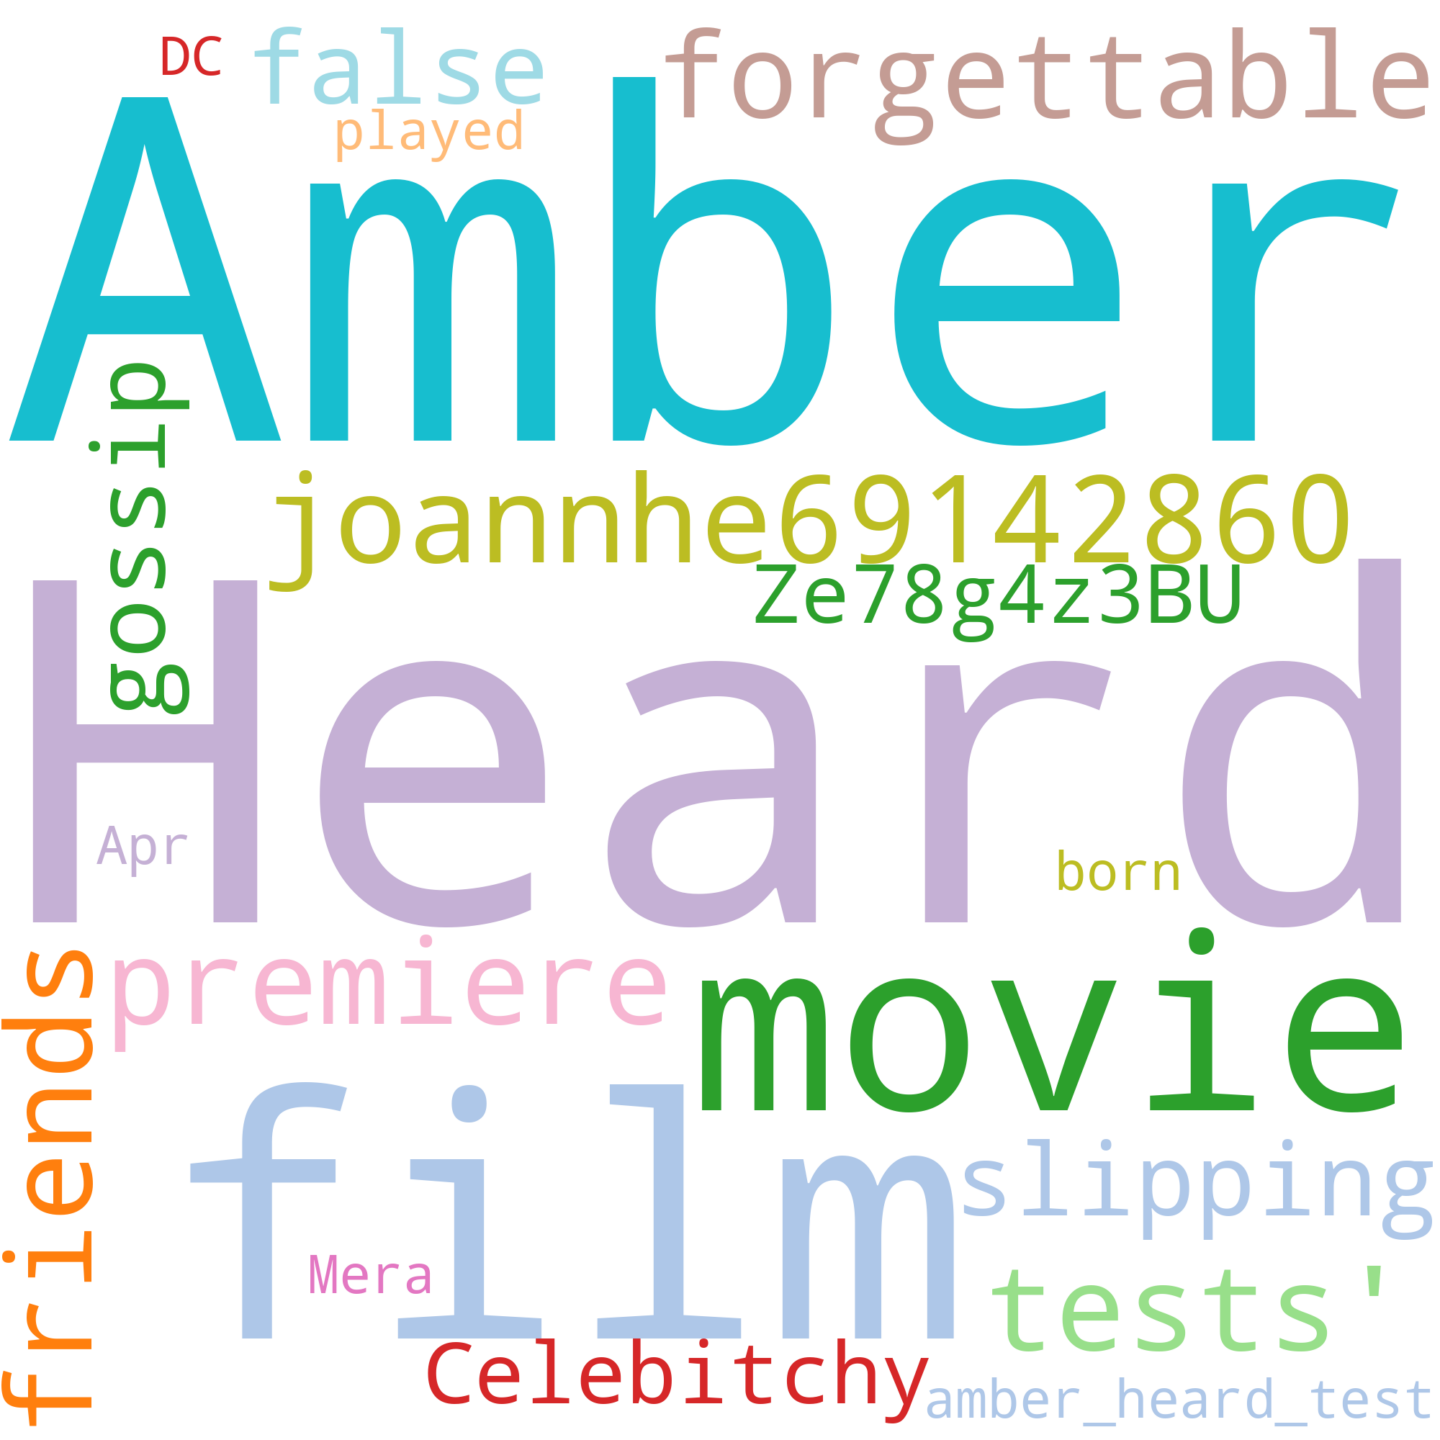 DC
false
forgettable
played
Amber
gossip
joannhe69142860
Ze78g4z3BU
Heard
Apr
born
friends
premiere
movie
film
slipping
Mera
tests'
Celebitchy
amber_heard_test